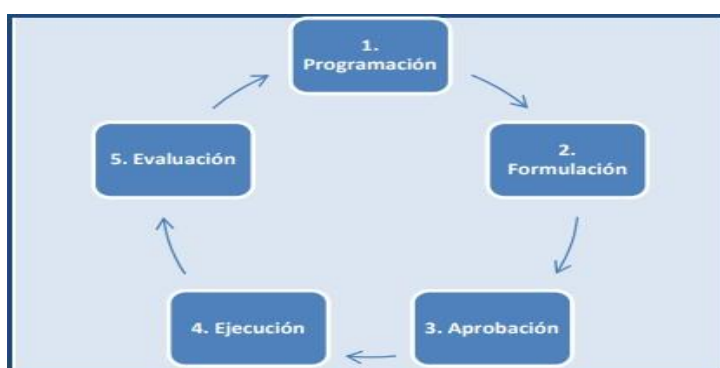 1.
Programación
2.
Formulación
3. Aprobación
4. Ejecución
5. Evaluación